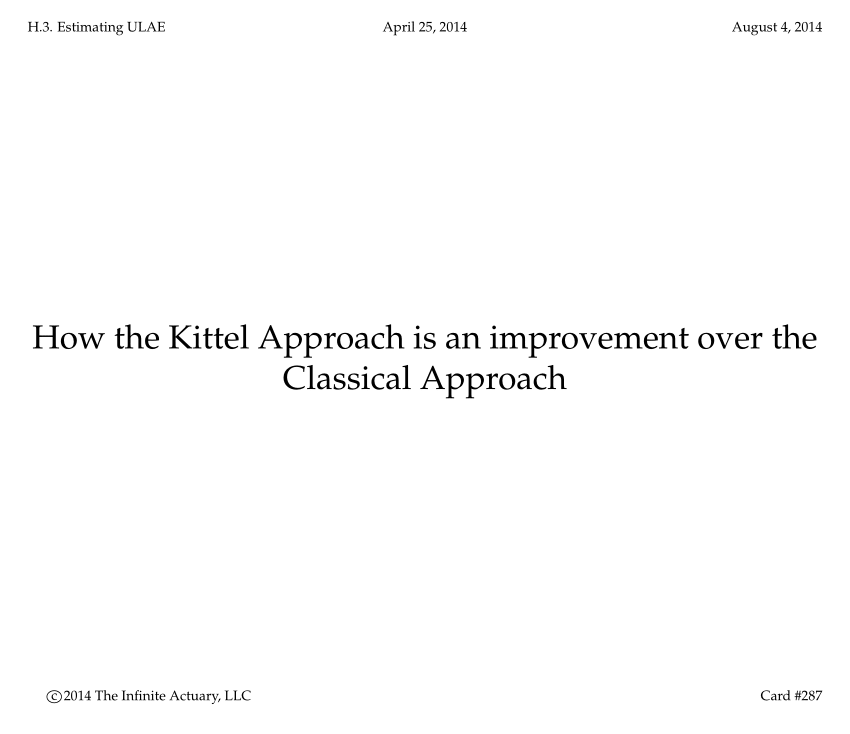 H.3. Estimating ULAE April 25, 2014 August 4, 2014
How the Kittel Approach is an improvement over the
Classical Approach
©2014 The Infinite Actuary, LLC Card #287